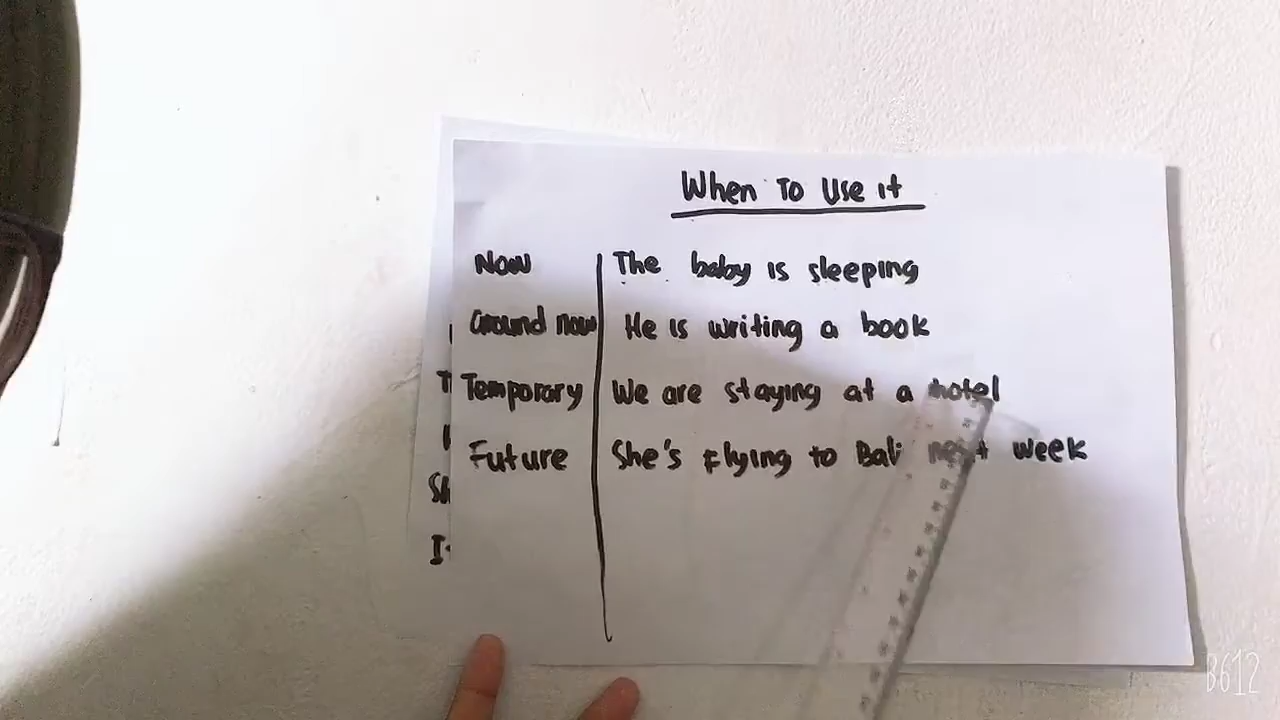 When To Use it
Now The baby is sleeping
around now He is writing a book
Temporary We are staying at a hotel
Future She's Flying to Bali next week
B612